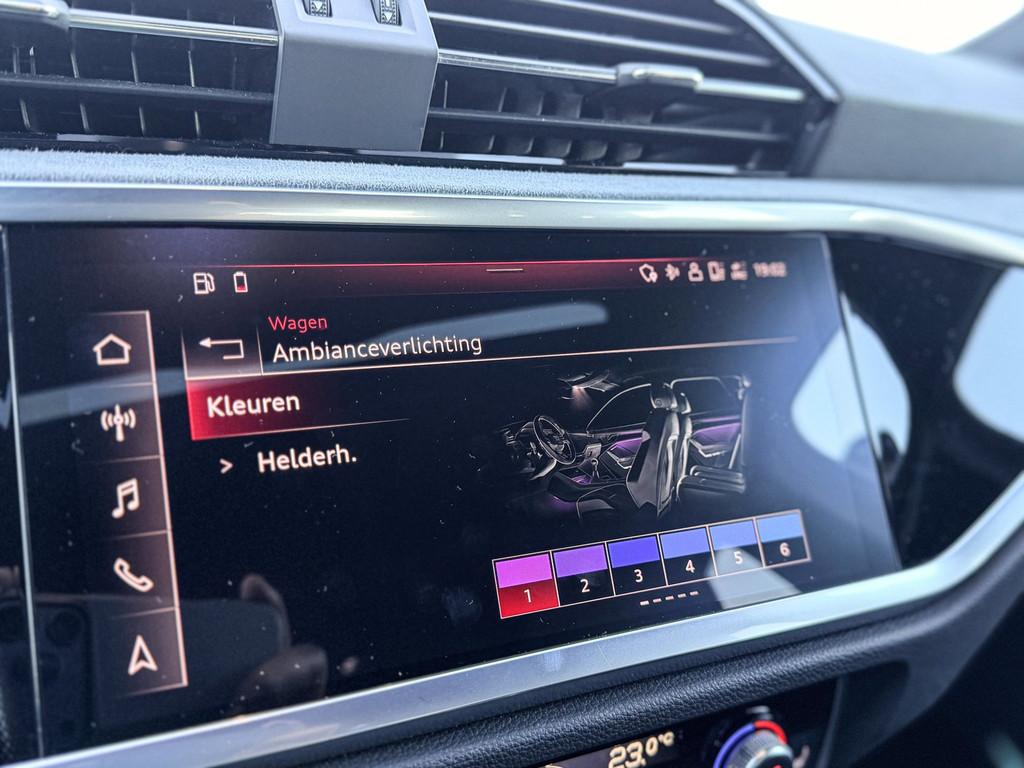 19:02
Wagen
Ambianceverlichting
Kleuren
> Helderh.
1 2 3 4 5 6
23.0°C